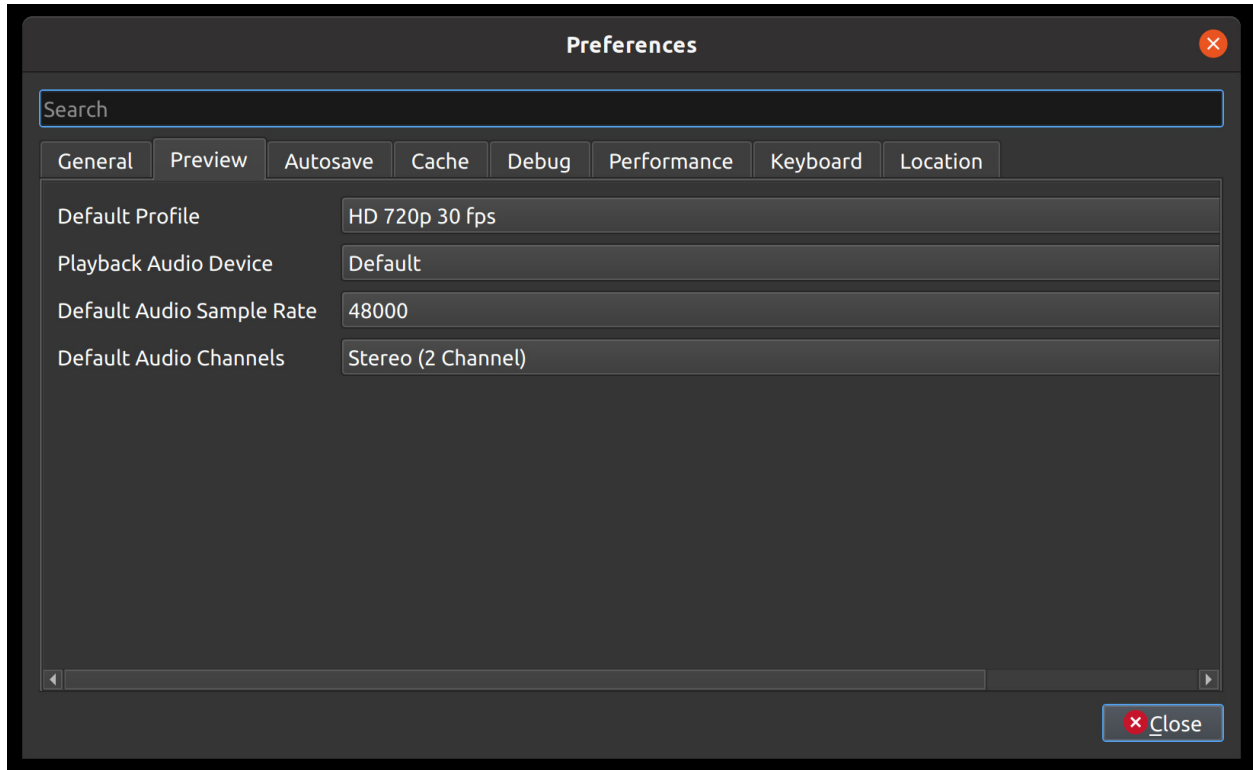 Preferences
Search
General Preview Autosave Cache Debug Performance Keyboard Location
Default Profile HD 720p 30 fps
Playback Audio Device Default
Default Audio Sample Rate 48000
Default Audio Channels Stereo (2 Channel)
Close